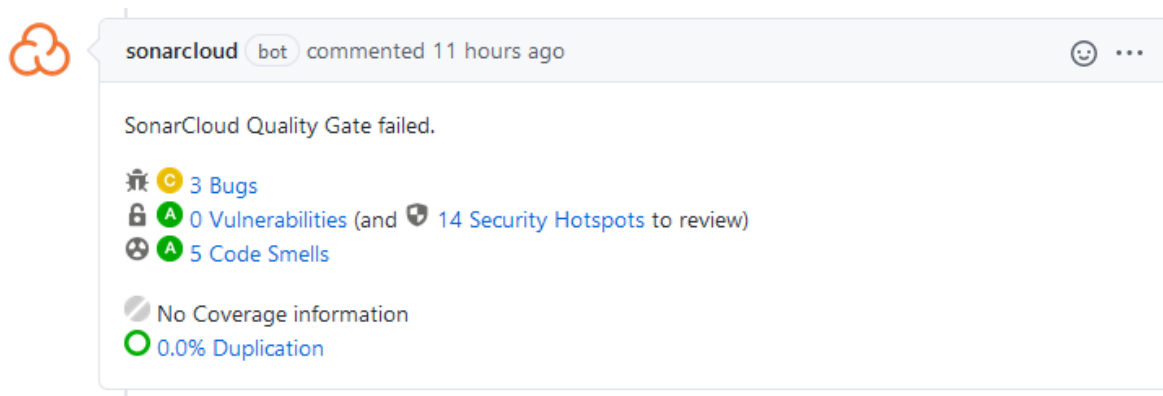 sonarcloud bot commented 11 hours ago
SonarCloud Quality Gate failed.
C 3 Bugs
A 0 Vulnerabilities (and 14 Security Hotspots to review)
A 5 Code Smells
No Coverage information
0.0% Duplication